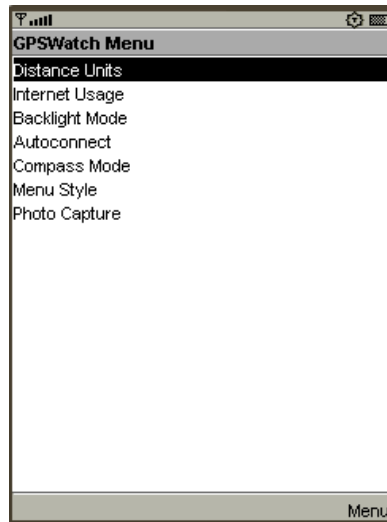 GPSWatch Menu
Distance Units
Internet Usage
Backlight Mode
Autoconnect
Compass Mode
Menu Style
Photo Capture
Menu